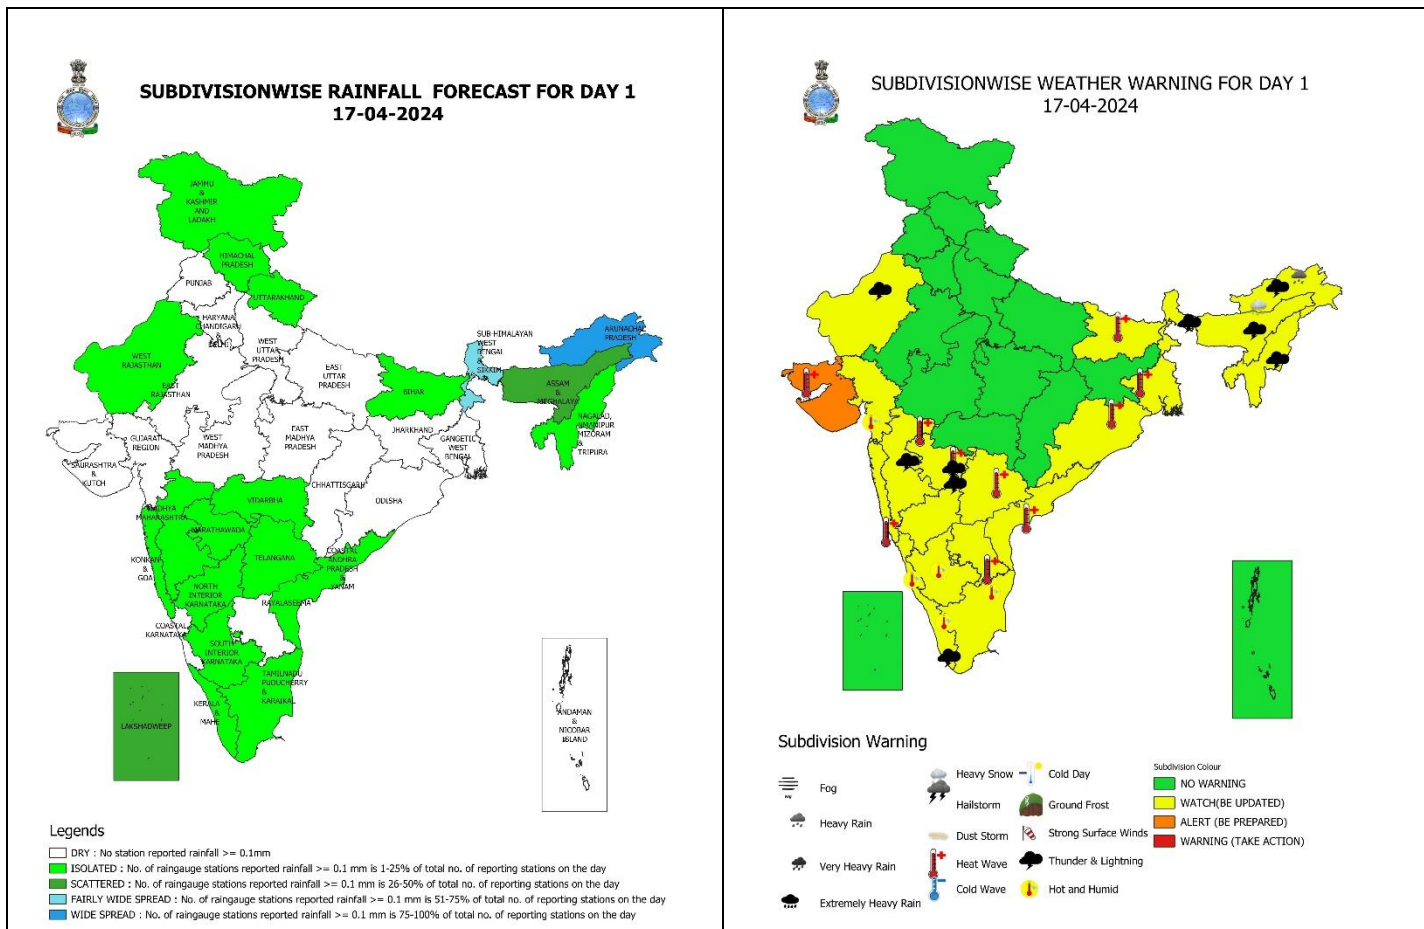 SUBDIVISIONWISE RAINFALL FORECAST FOR DAY 1
17-04-2024
JAMMU
&
KASHMIR
AND
LADAKH
HIMACHAL
PRADESH
PUNJAB
UTTARAKHAND
HARYANA
CHANDIGARH
&
DELHI
WEST
UTTAR
PRADESH
WEST
RAJASTHAN
EAST
RAJASTHAN
EAST
UTTAR
PRADESH
BIHAR
SUB-HIMALAYAN
WEST
BENGAL
&
SIKKIM
ARUNACHAL
PRADESH
ASSAM
&
MEGHALAYA
NAGALAD,
MIZORAM
&
TRIPURA
GUJARAT
REGION
WEST
MADHYA
PRADESH
EAST
MADHYA
PRADESH
JHARKHAND
GANGETIC
WEST
BENGAL
SAURASHTRA
&
KUTCH
CHHATTISGARH
ODISHA
VIDARBHA
MADHYA
MAHARASHTRA
MARATHAWADA
TELANGANA
KONKAN
&
GOA
COASTAL
ANDHRA
PRADESH
&
YANAM
NORTH
INTERIOR
KARNATAKA
RAYALASEEMA
COASTAL
KARNATAKA
SOUTH
INTERIOR
KARNATAKA
TAMILNADU
PUDUCHERRY
&
KARAIKAL
KERALA
&
MAHE
LAKSHADWEEP
ANDAMAN
&
NICOBAR
ISLAND
Legends
DRY : No station reported rainfall >= 0.1mm
ISOLATED : No. of raingauge stations reported rainfall >= 0.1 mm is 1-25% of total no. of reporting stations on the day
SCATTERED : No. of raingauge stations reported rainfall >= 0.1 mm is 26-50% of total no. of reporting stations on the day
FAIRLY WIDE SPREAD : No. of raingauge stations reported rainfall >= 0.1 mm is 51-75% of total no. of reporting stations on the day
WIDE SPREAD : No. of raingauge stations reported rainfall >= 0.1 mm is 75-100% of total no. of reporting stations on the day
SUBDIVISIONWISE WEATHER WARNING FOR DAY 1
17-04-2024
Subdivision Warning
Fog
Heavy Rain
Very Heavy Rain
Extremely Heavy Rain
Heavy Snow
Hailstorm
Dust Storm
Heat Wave
Cold Wave
Cold Day
Ground Frost
Strong Surface Winds
Thunder & Lightning
Hot and Humid
Subdivision Colour
NO WARNING
WATCH(BE UPDATED)
ALERT (BE PREPARED)
WARNING (TAKE ACTION)